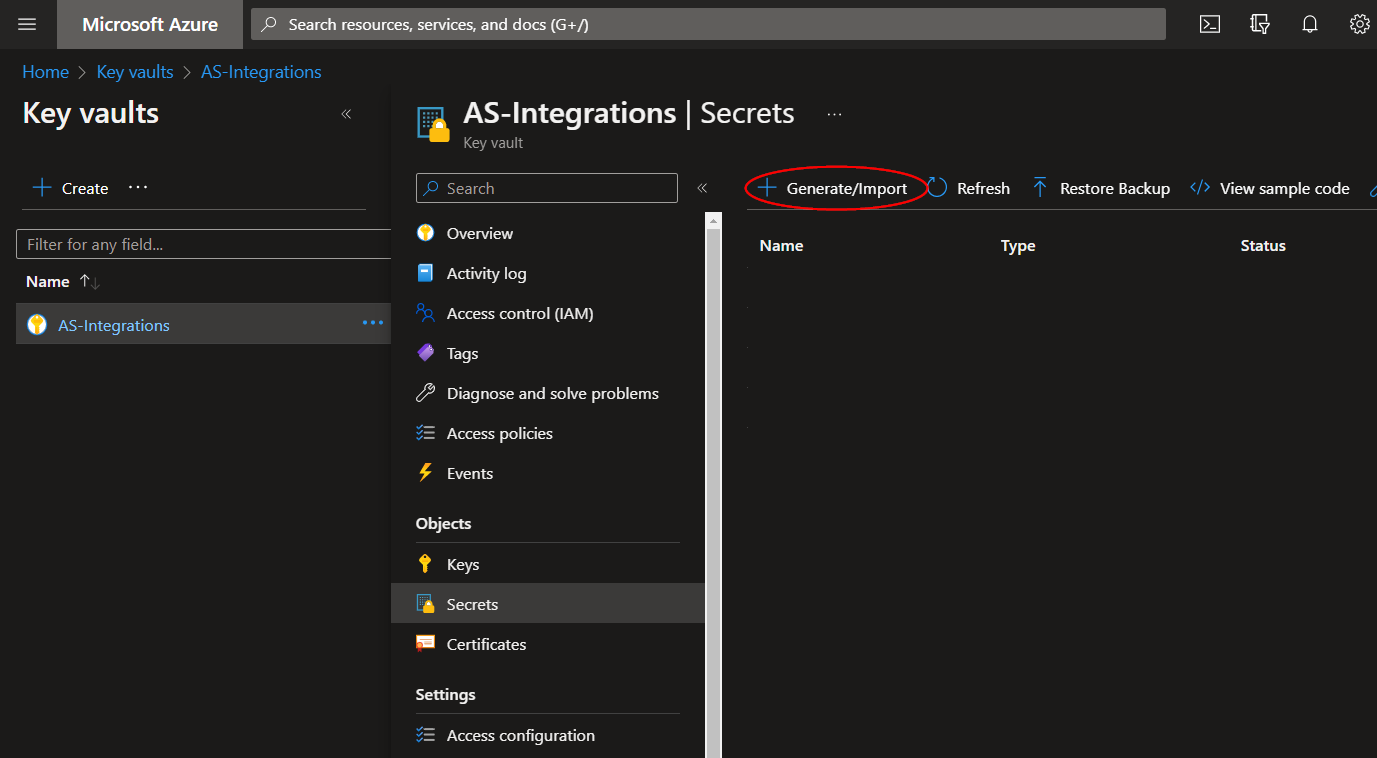 Microsoft Azure
Search resources, services, and docs (G+/)
Home > Key vaults > AS-Integrations
Key vaults
«
Create ...
Filter for any field...
Name ↑↓
AS-Integrations ...
AS-Integrations | Secrets ...
Key vault
Search
«
Overview
Activity log
Access control (IAM)
Tags
Diagnose and solve problems
Access policies
Events
Objects
Keys
Secrets
Certificates
Settings
Access configuration
Generate/Import Refresh Restore Backup </> View sample code
Name Type Status